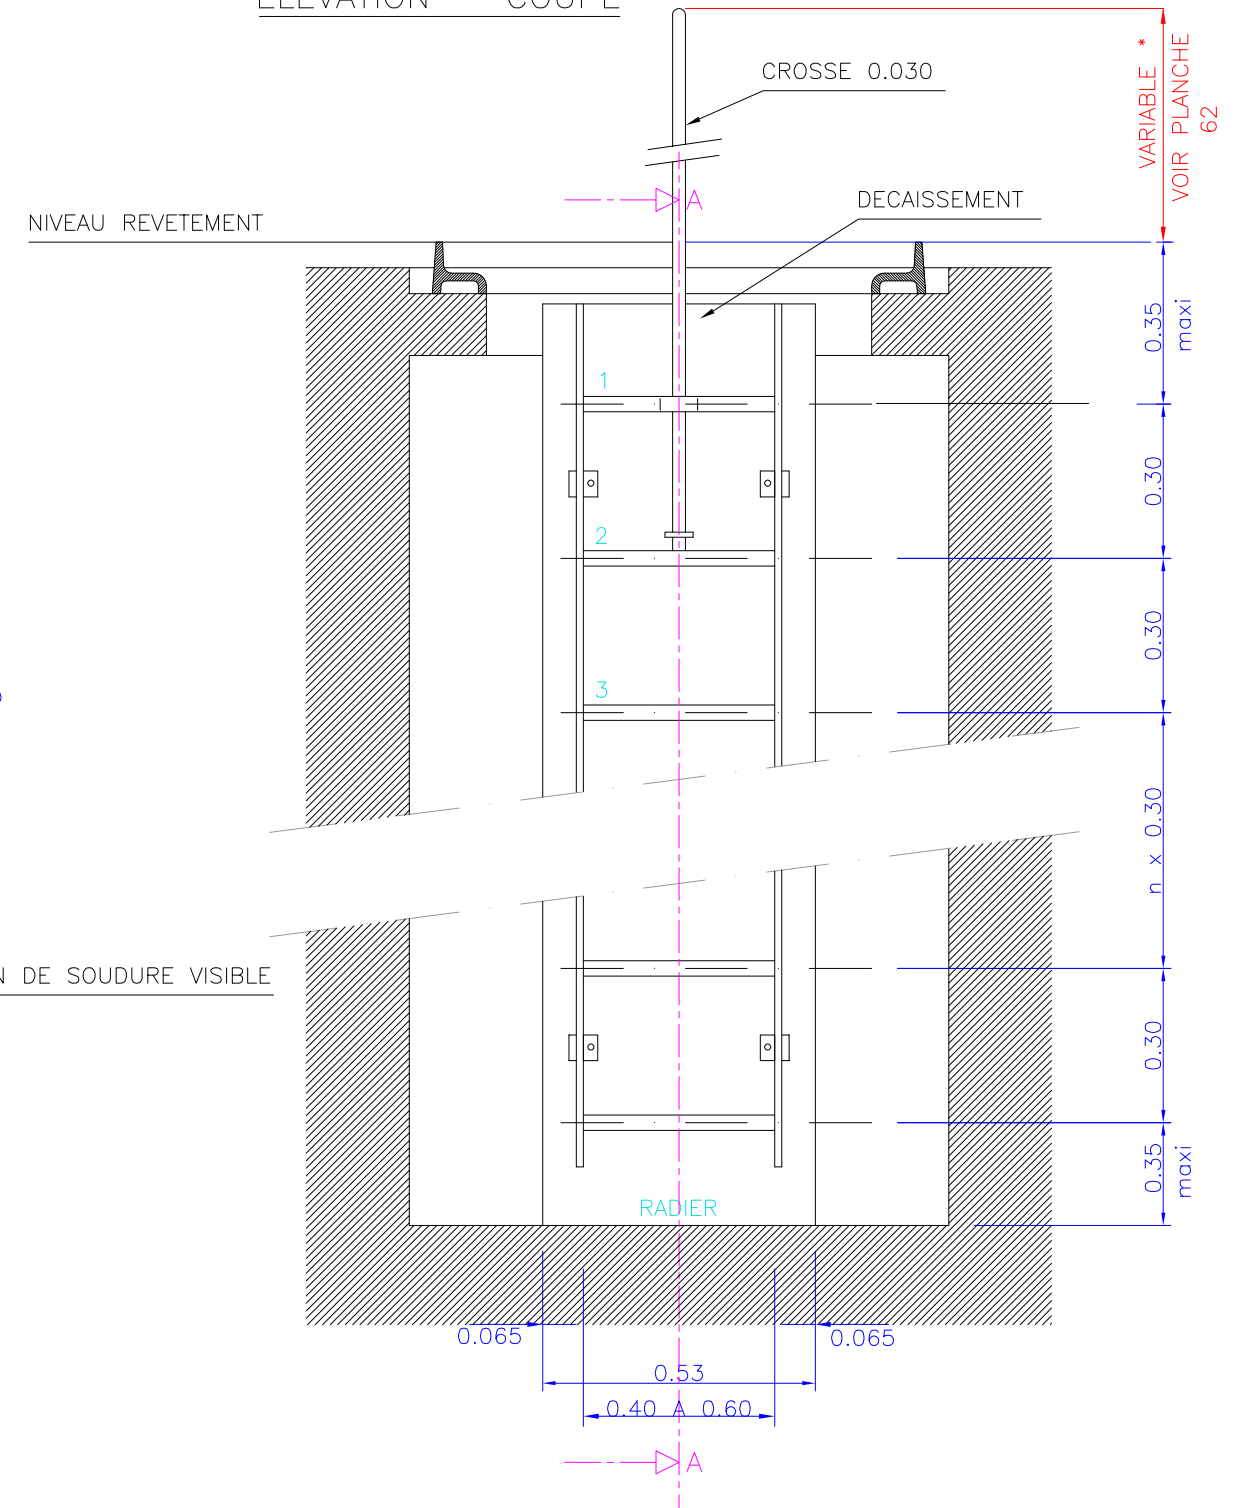 ELEVATION COUPE
CROSSE 0.030
VARIABLE *
VOIR PLANCHE
62
A
DECAISSEMENT
NIVEAU REVETEMENT
0.35
maxi
1
0.30
2
0.30
3
n x 0.30
DE SOUDURE VISIBLE
0.30
0.35
maxi
RADIER
0.065
0.065
0.53
0.40 A 0.60
A